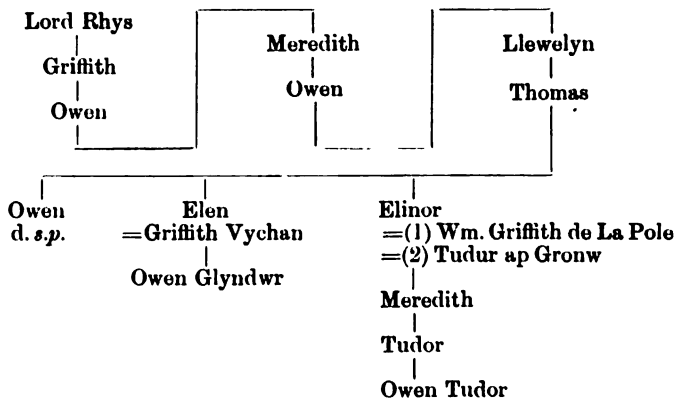 Lord Rhys
Griffith
Owen
Meredith
Owen
Llewelyn
Thomas
Owen
d. s.p.
Elen
=Griffith Vychan
Owen Glyndwr
Elinor
=(1) Wm. Griffith de La Pole
=(2) Tudur ap Gronw
Meredith
Tudor
Owen Tudor